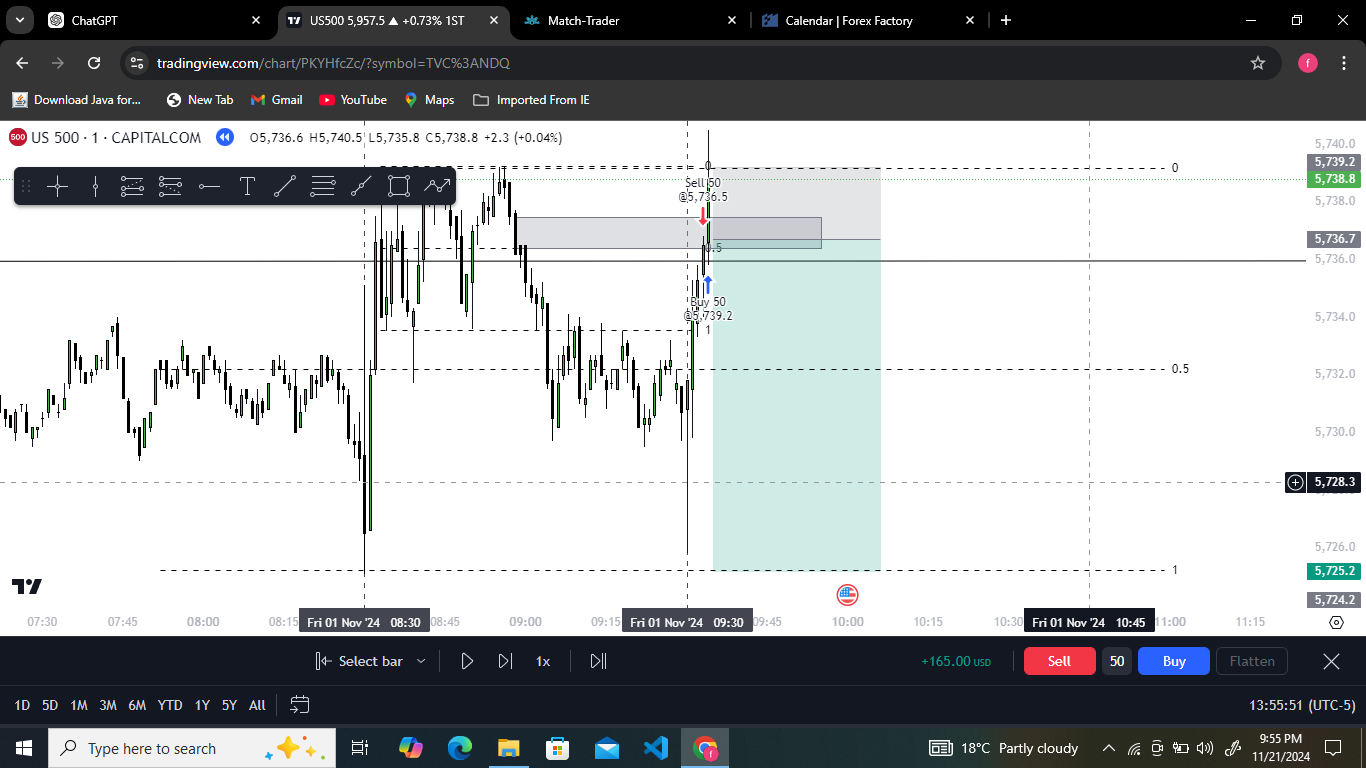 ChatGPT
US500 5,957.5 ▲ +0.73% 1ST
Match-Trader
Calendar | Forex Factory
tradingview.com/chart/PKYHfcZc/?symbol=TVC%3ANDQ
f
Download Java for...
New Tab
Gmail
YouTube
Maps
Imported From IE
500 US 500 · 1 · CAPITALCOM
O5,736.6 H5,740.5 L5,735.8 C5,738.8 +2.3 (+0.04%)
T
5,740.0
5,739.2
5,738.8
5,738.0
5,736.7
5,736.0
5,734.0
5,732.0
5,730.0
5,728.3
5,726.0
5,725.2
5,724.2
0
0
Sell 50
@5,736.5
0.5
Buy 50
@5,739.2
1
0.5
1
07:30
07:45
08:00
08:15
Fri 01 Nov '24 08:30
08:45
09:00
09:15
Fri 01 Nov '24 09:30
09:45
10:00
10:15
10:30
Fri 01 Nov '24 10:45
11:00
11:15
Select bar
1x
+165.00 USD
Sell
50
Buy
Flatten
1D 5D 1M 3M 6M YTD 1Y 5Y All
13:55:51 (UTC-5)
Type here to search
18°C Partly cloudy
9:55 PM
11/21/2024